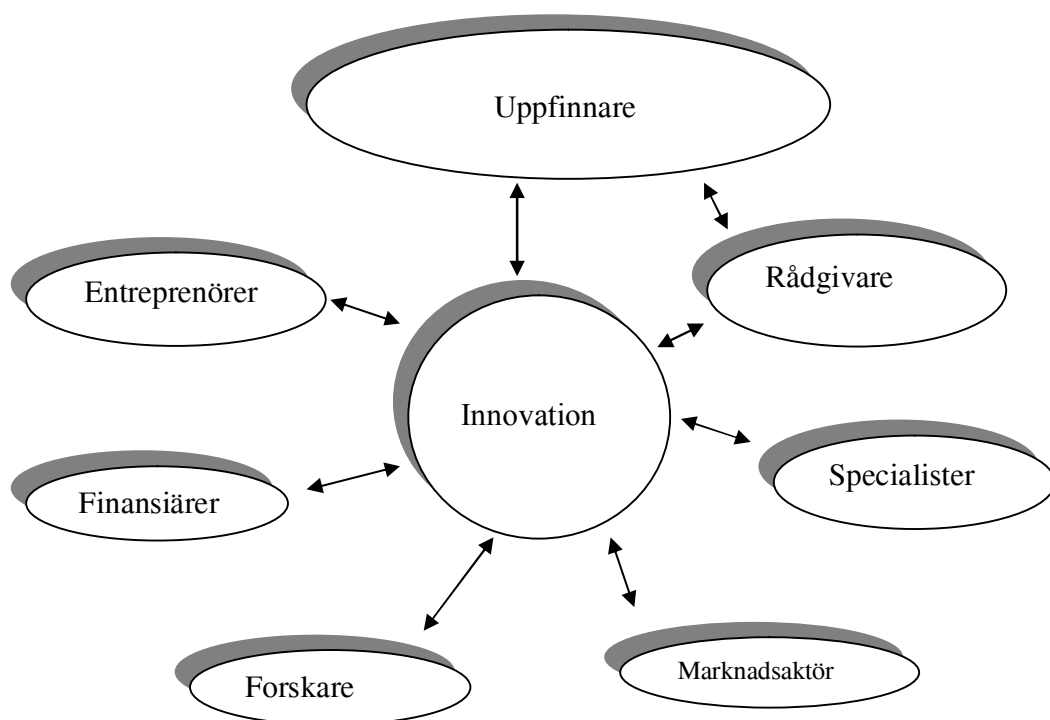 Uppfinnare
Entreprenörer
Rådgivare
Innovation
Specialister
Finansiärer
Forskare
Marknadsaktör